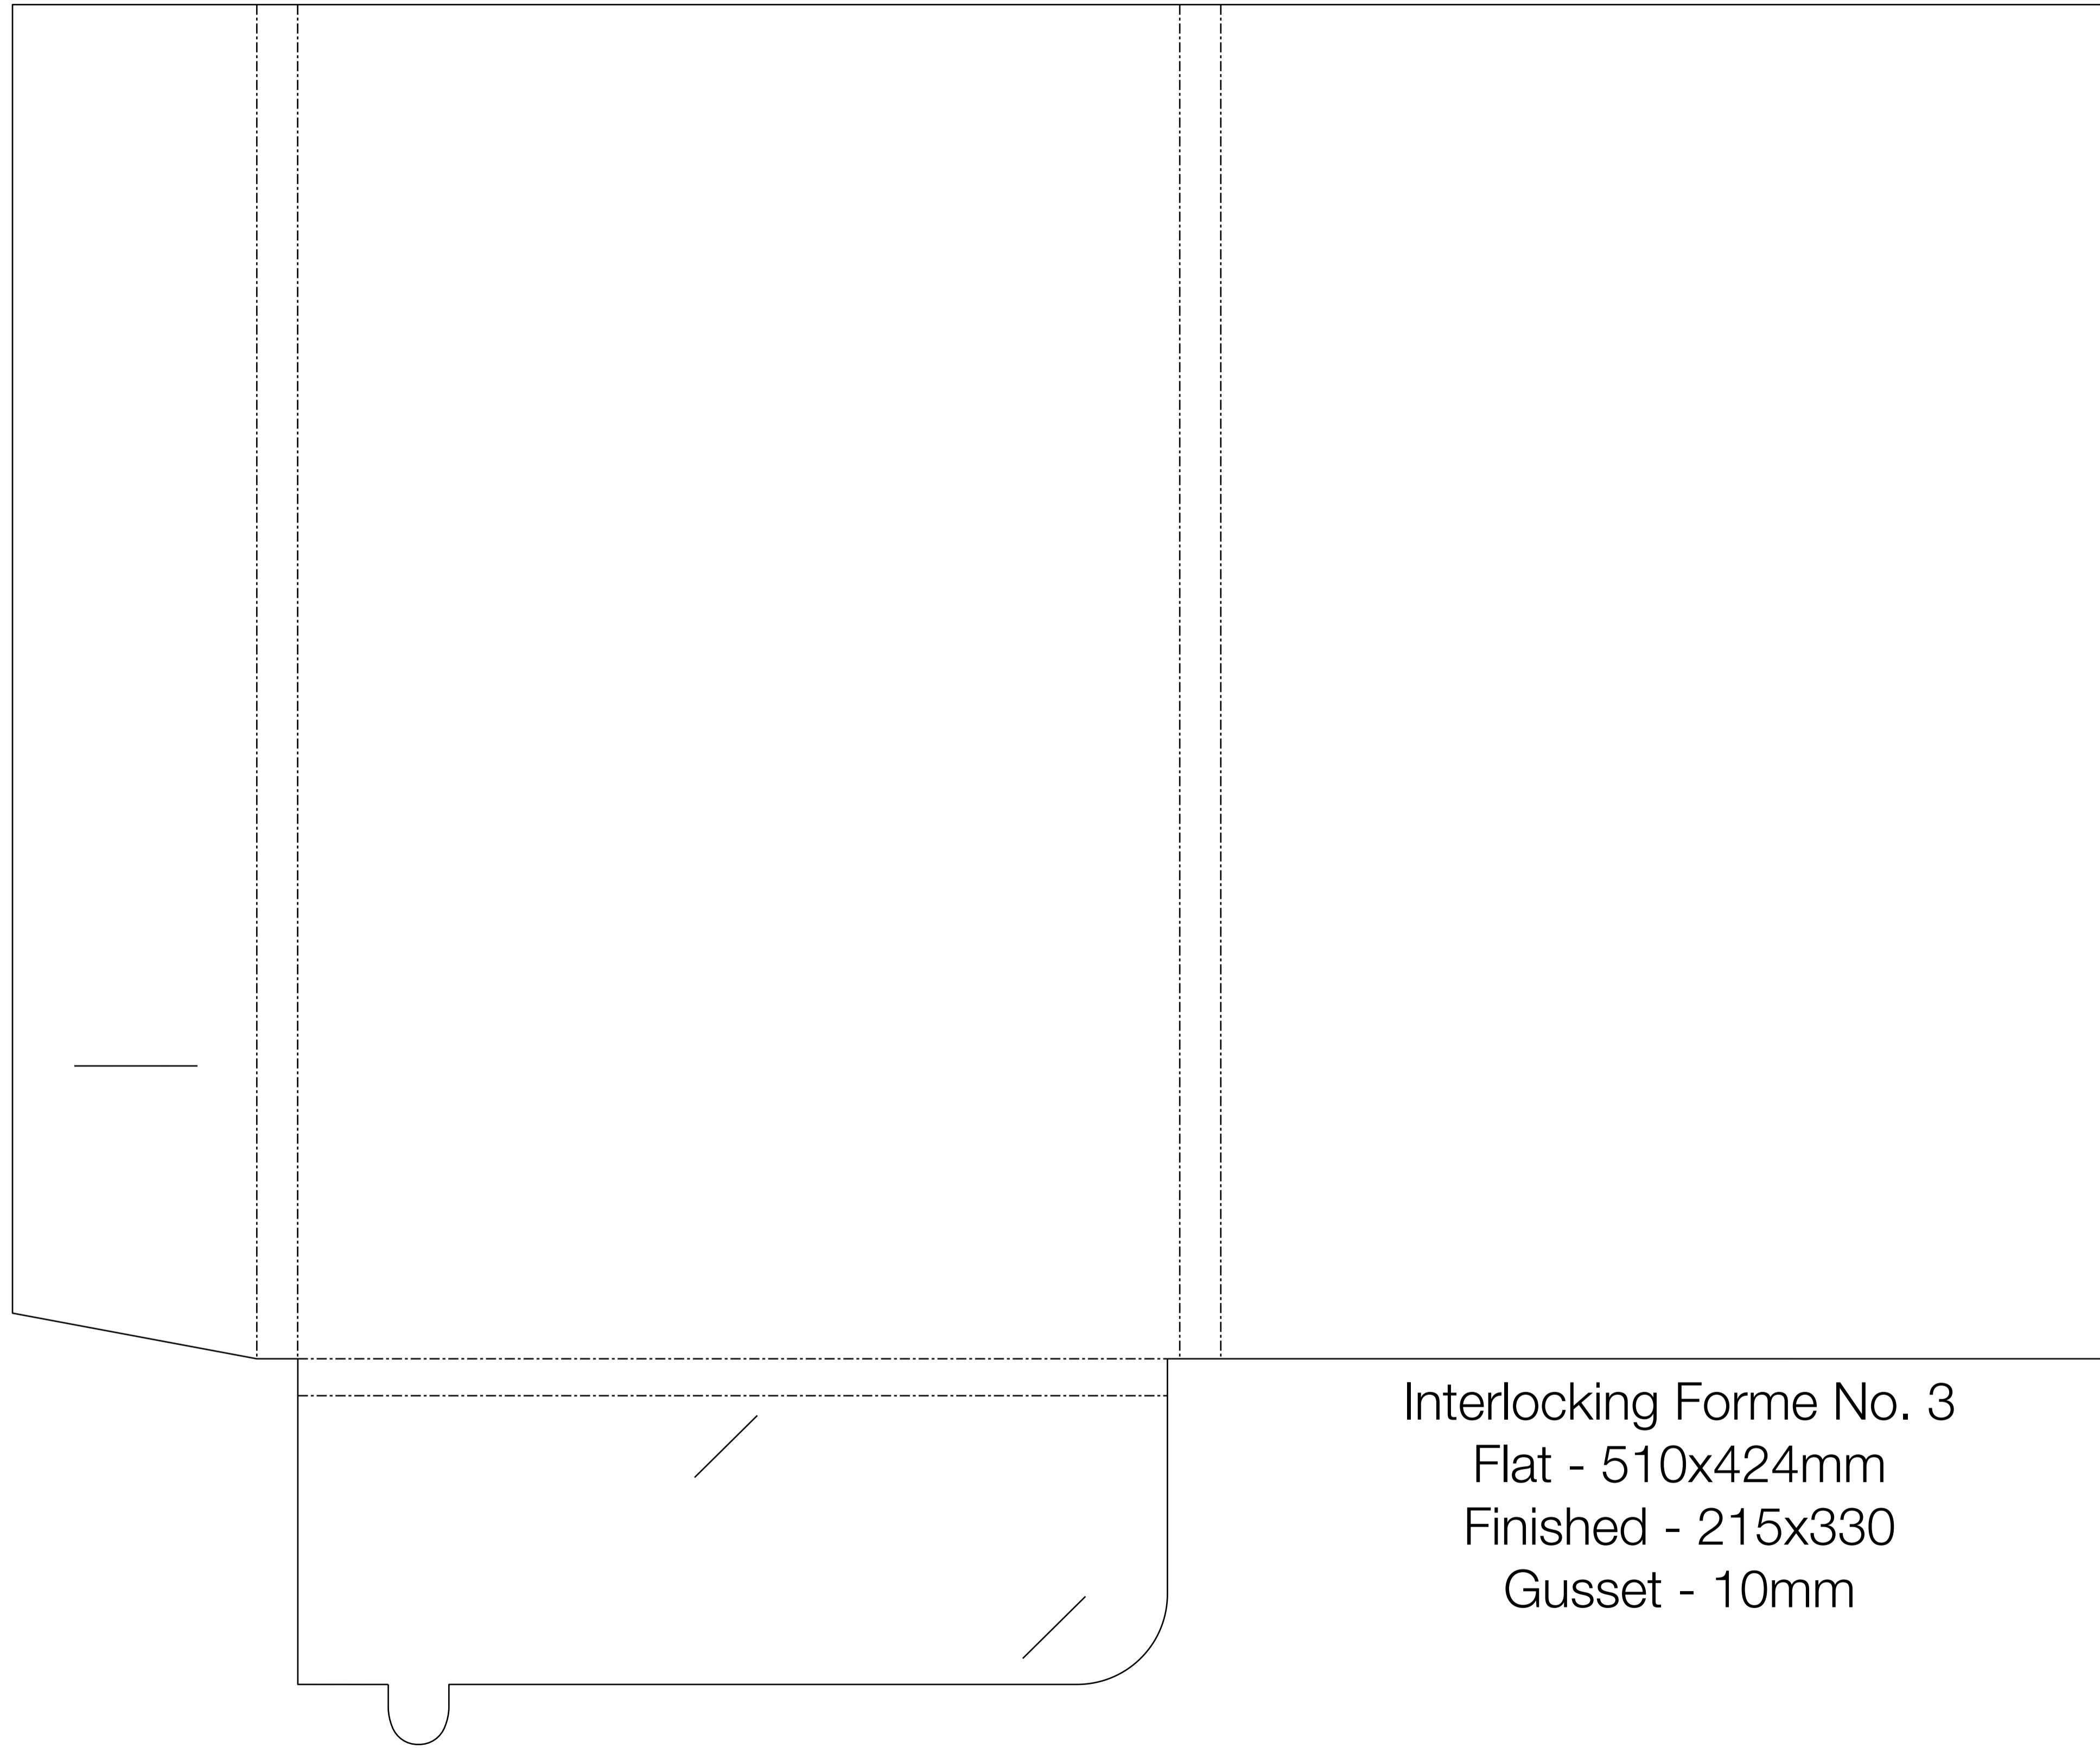 Interlocking Forme No. 3
Flat - 510x424mm
Finished - 215x330
Gusset - 10mm